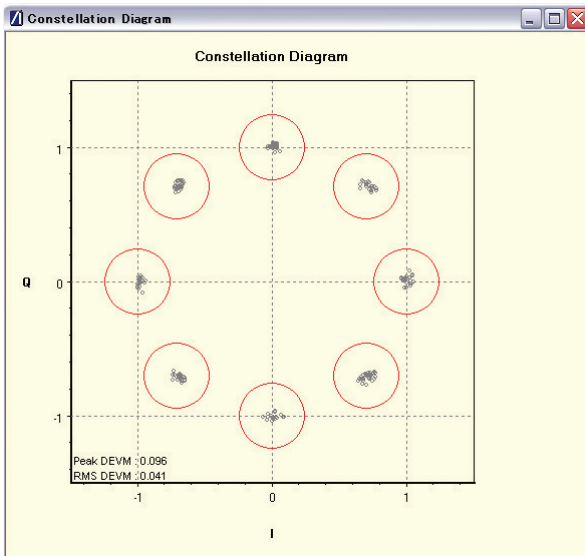 Constellation Diagram
Constellation Diagram
1
Q
0
-1
Peak DEVM : 0.096
RMS DEVM : 0.041
-1 0 1
I